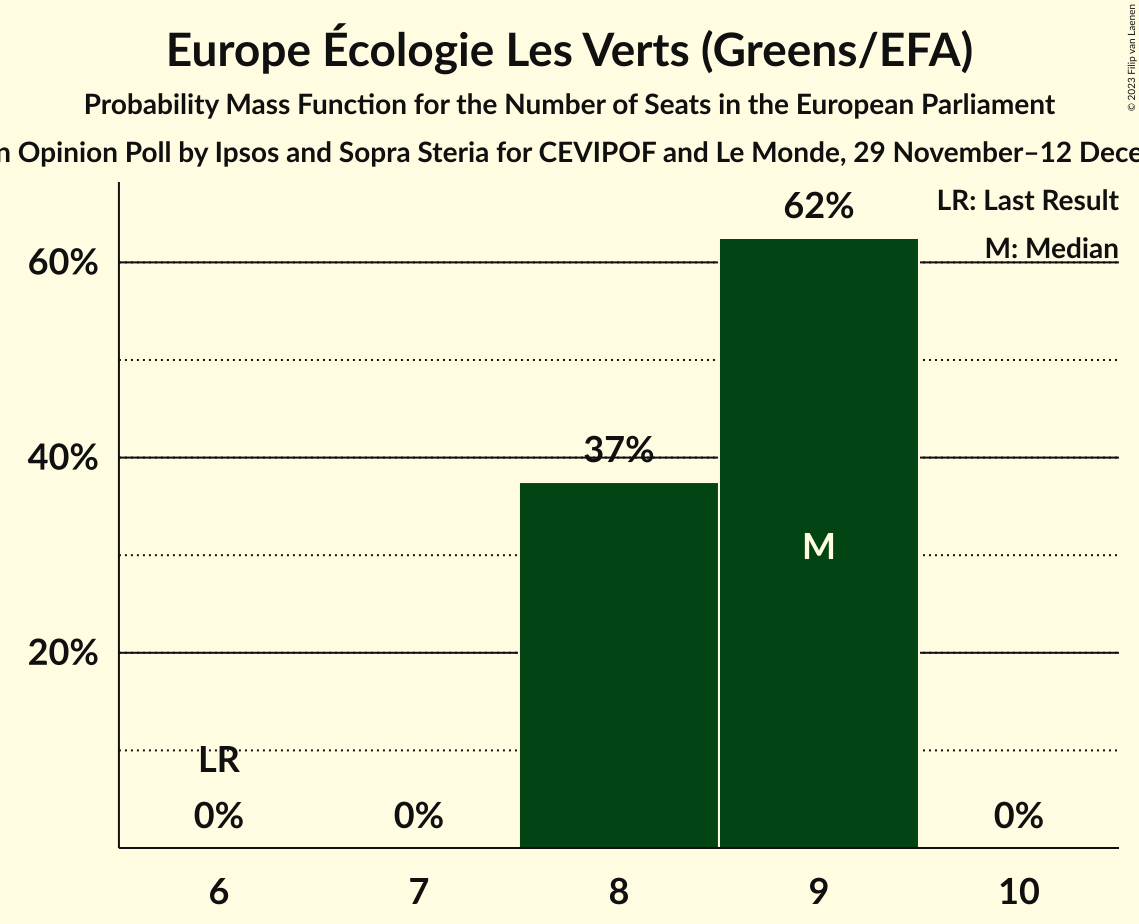 Europe Écologie Les Verts (Greens/EFA)
Probability Mass Function for the Number of Seats in the European Parliament
n Opinion Poll by Ipsos and Sopra Steria for CEVIPOF and Le Monde, 29 November–12 Dece
© 2023 Filip van Laenen
LR: Last Result
M: Median
62%
60%
37%
40%
M
20%
LR
0%
0%
0%
6
7
8
9
10